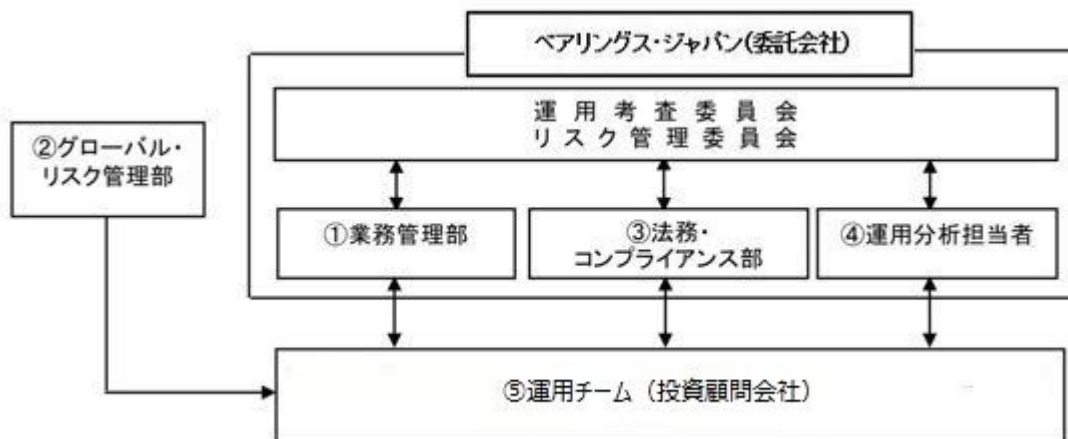 ベアリングス・ジャパン(委託会社)
運用考査委員会
リスク管理委員会
②グローバル・
リスク管理部
①業務管理部
③法務・
コンプライアンス部
④運用分析担当者
⑤運用チーム（投資顧問会社）